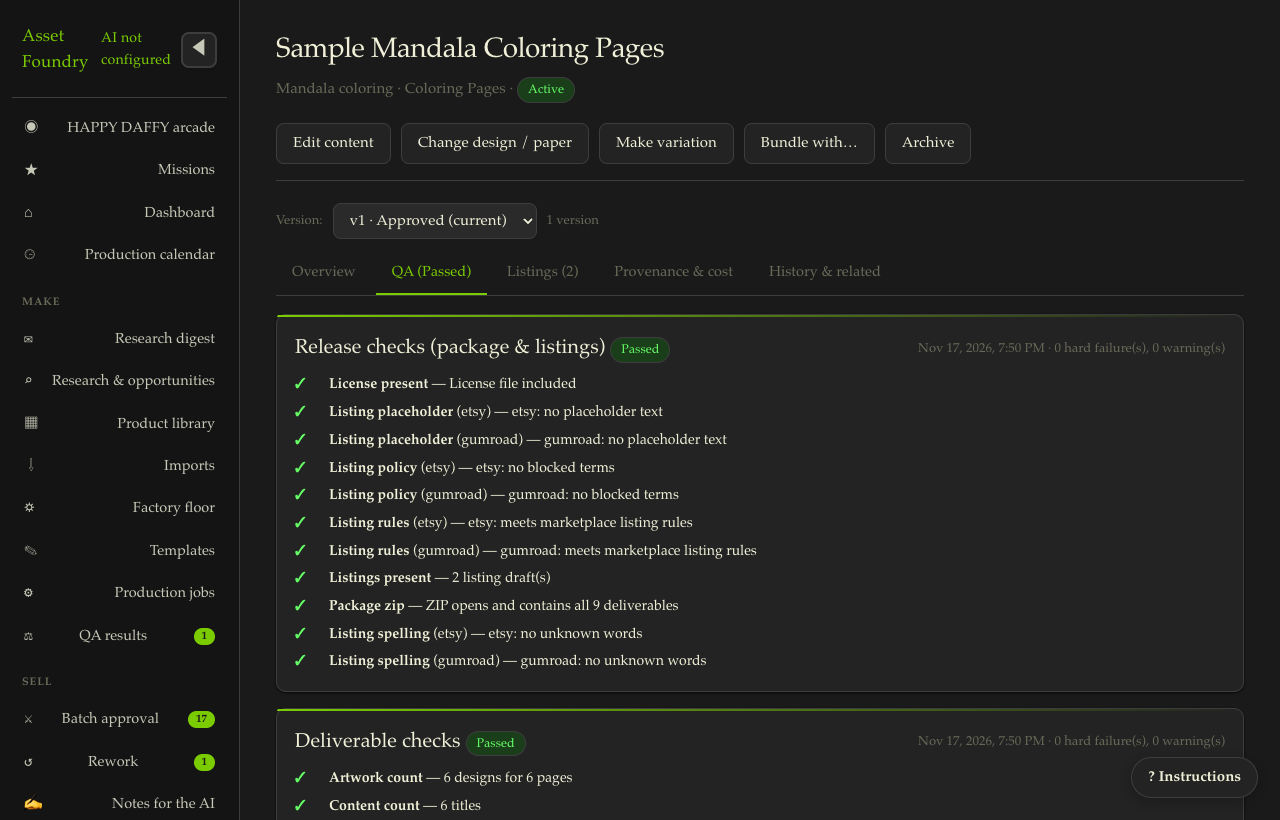 Asset Foundry
AI not configured
HAPPY DAFFY arcade
Missions
Dashboard
Production calendar
MAKE
Research digest
Research & opportunities
Product library
Imports
Factory floor
Templates
Production jobs
QA results 1
SELL
Batch approval 17
Rework 1
Notes for the AI
Sample Mandala Coloring Pages
Mandala coloring · Coloring Pages · Active
Edit content
Change design / paper
Make variation
Bundle with…
Archive
Version: v1 · Approved (current) 1 version
Overview
QA (Passed)
Listings (2)
Provenance & cost
History & related
Release checks (package & listings) Passed
Nov 17, 2026, 7:50 PM · 0 hard failure(s), 0 warning(s)
✓ License present — License file included
✓ Listing placeholder (etsy) — etsy: no placeholder text
✓ Listing placeholder (gumroad) — gumroad: no placeholder text
✓ Listing policy (etsy) — etsy: no blocked terms
✓ Listing policy (gumroad) — gumroad: no blocked terms
✓ Listing rules (etsy) — etsy: meets marketplace listing rules
✓ Listing rules (gumroad) — gumroad: meets marketplace listing rules
✓ Listings present — 2 listing draft(s)
✓ Package zip — ZIP opens and contains all 9 deliverables
✓ Listing spelling (etsy) — etsy: no unknown words
✓ Listing spelling (gumroad) — gumroad: no unknown words
Deliverable checks Passed
Nov 17, 2026, 7:50 PM · 0 hard failure(s), 0 warning(s)
✓ Artwork count — 6 designs for 6 pages
✓ Content count — 6 titles
? Instructions